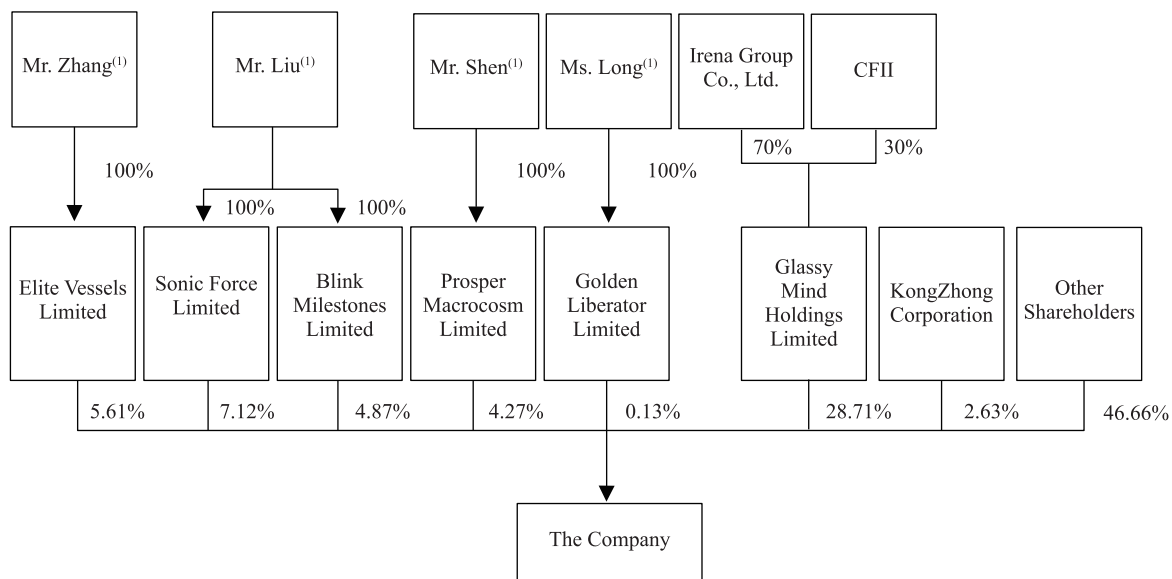 Mr. Zhang(1)
Mr. Liu(1)
Mr. Shen(1)
Ms. Long(1)
Irena Group
Co., Ltd.
CFII
100%
100%
100%
70%
30%
100%
100%
Elite Vessels
Limited
Sonic Force
Limited
Blink
Milestones
Limited
Prosper
Macrocosm
Limited
Golden
Liberator
Limited
Glassy
Mind
Holdings
Limited
KongZhong
Corporation
Other
Shareholders
5.61%
7.12%
4.87%
4.27%
0.13%
28.71%
2.63%
46.66%
The Company